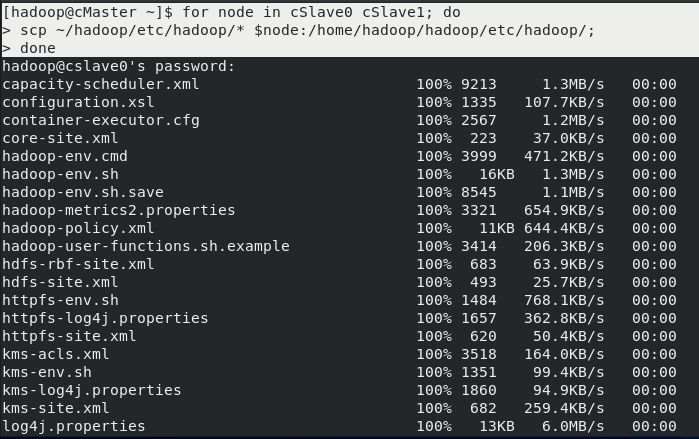 [hadoop@cMaster ~]$ for node in cSlave0 cSlave1; do
> scp ~/hadoop/etc/hadoop/* $node:/home/hadoop/hadoop/etc/hadoop/;
> done
hadoop@cslave0's password:
capacity-scheduler.xml 100% 9213 1.3MB/s 00:00
configuration.xsl 100% 1335 107.7KB/s 00:00
container-executor.cfg 100% 2567 1.2MB/s 00:00
core-site.xml 100% 223 37.0KB/s 00:00
hadoop-env.cmd 100% 3999 471.2KB/s 00:00
hadoop-env.sh 100% 16KB 1.3MB/s 00:00
hadoop-env.sh.save 100% 8545 1.1MB/s 00:00
hadoop-metrics2.properties 100% 3321 654.9KB/s 00:00
hadoop-policy.xml 100% 11KB 644.4KB/s 00:00
hadoop-user-functions.sh.example 100% 3414 206.3KB/s 00:00
hdfs-rbf-site.xml 100% 683 63.9KB/s 00:00
hdfs-site.xml 100% 493 25.7KB/s 00:00
httpfs-env.sh 100% 1484 768.1KB/s 00:00
httpfs-log4j.properties 100% 1657 362.8KB/s 00:00
httpfs-site.xml 100% 620 50.4KB/s 00:00
kms-acls.xml 100% 3518 164.0KB/s 00:00
kms-env.sh 100% 1351 99.4KB/s 00:00
kms-log4j.properties 100% 1860 94.9KB/s 00:00
kms-site.xml 100% 682 259.4KB/s 00:00
log4j.properties 100% 13KB 6.0MB/s 00:00